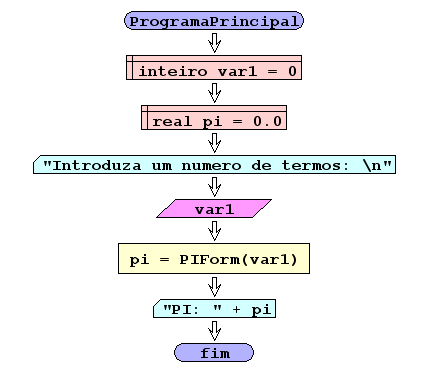 ProgramaPrincipal
inteiro var1 = 0
real pi = 0.0
"Introduza um numero de termos: \n"
var1
pi = PIForm(var1)
"PI: " + pi
fim